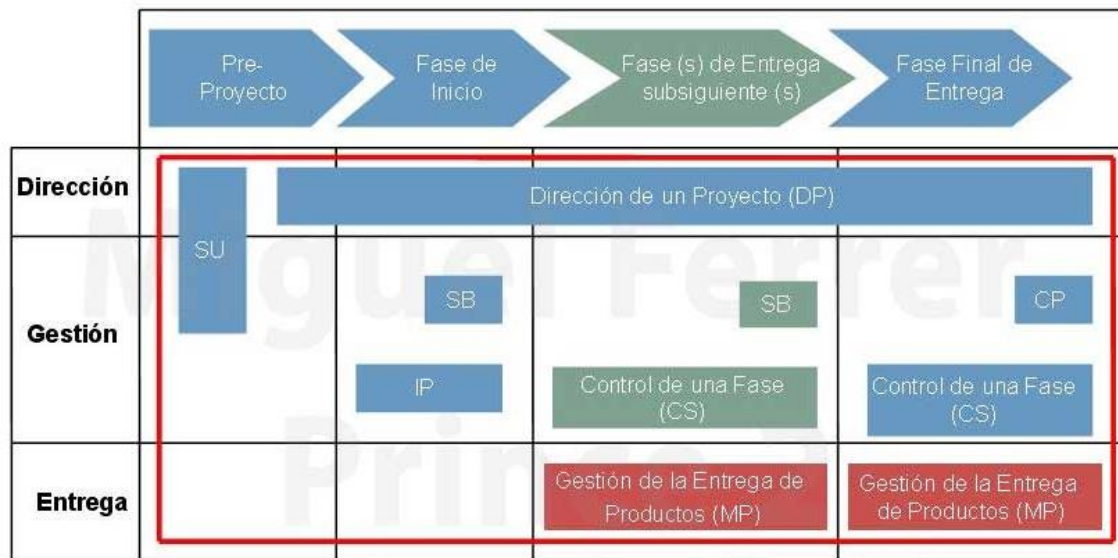 Pre-
Proyecto
Fase de
Inicio
Fase (s) de Entrega
subsiguiente (s)
Fase Final de
Entrega
Dirección
Dirección de un Proyecto (DP)
SU
Gestión
SB
SB
CP
IP
Control de una Fase
(CS)
Control de una Fase
(CS)
Entrega
Gestión de la Entrega de
Productos (MP)
Gestión de la Entrega
de Productos (MP)
Miguel Ferrer